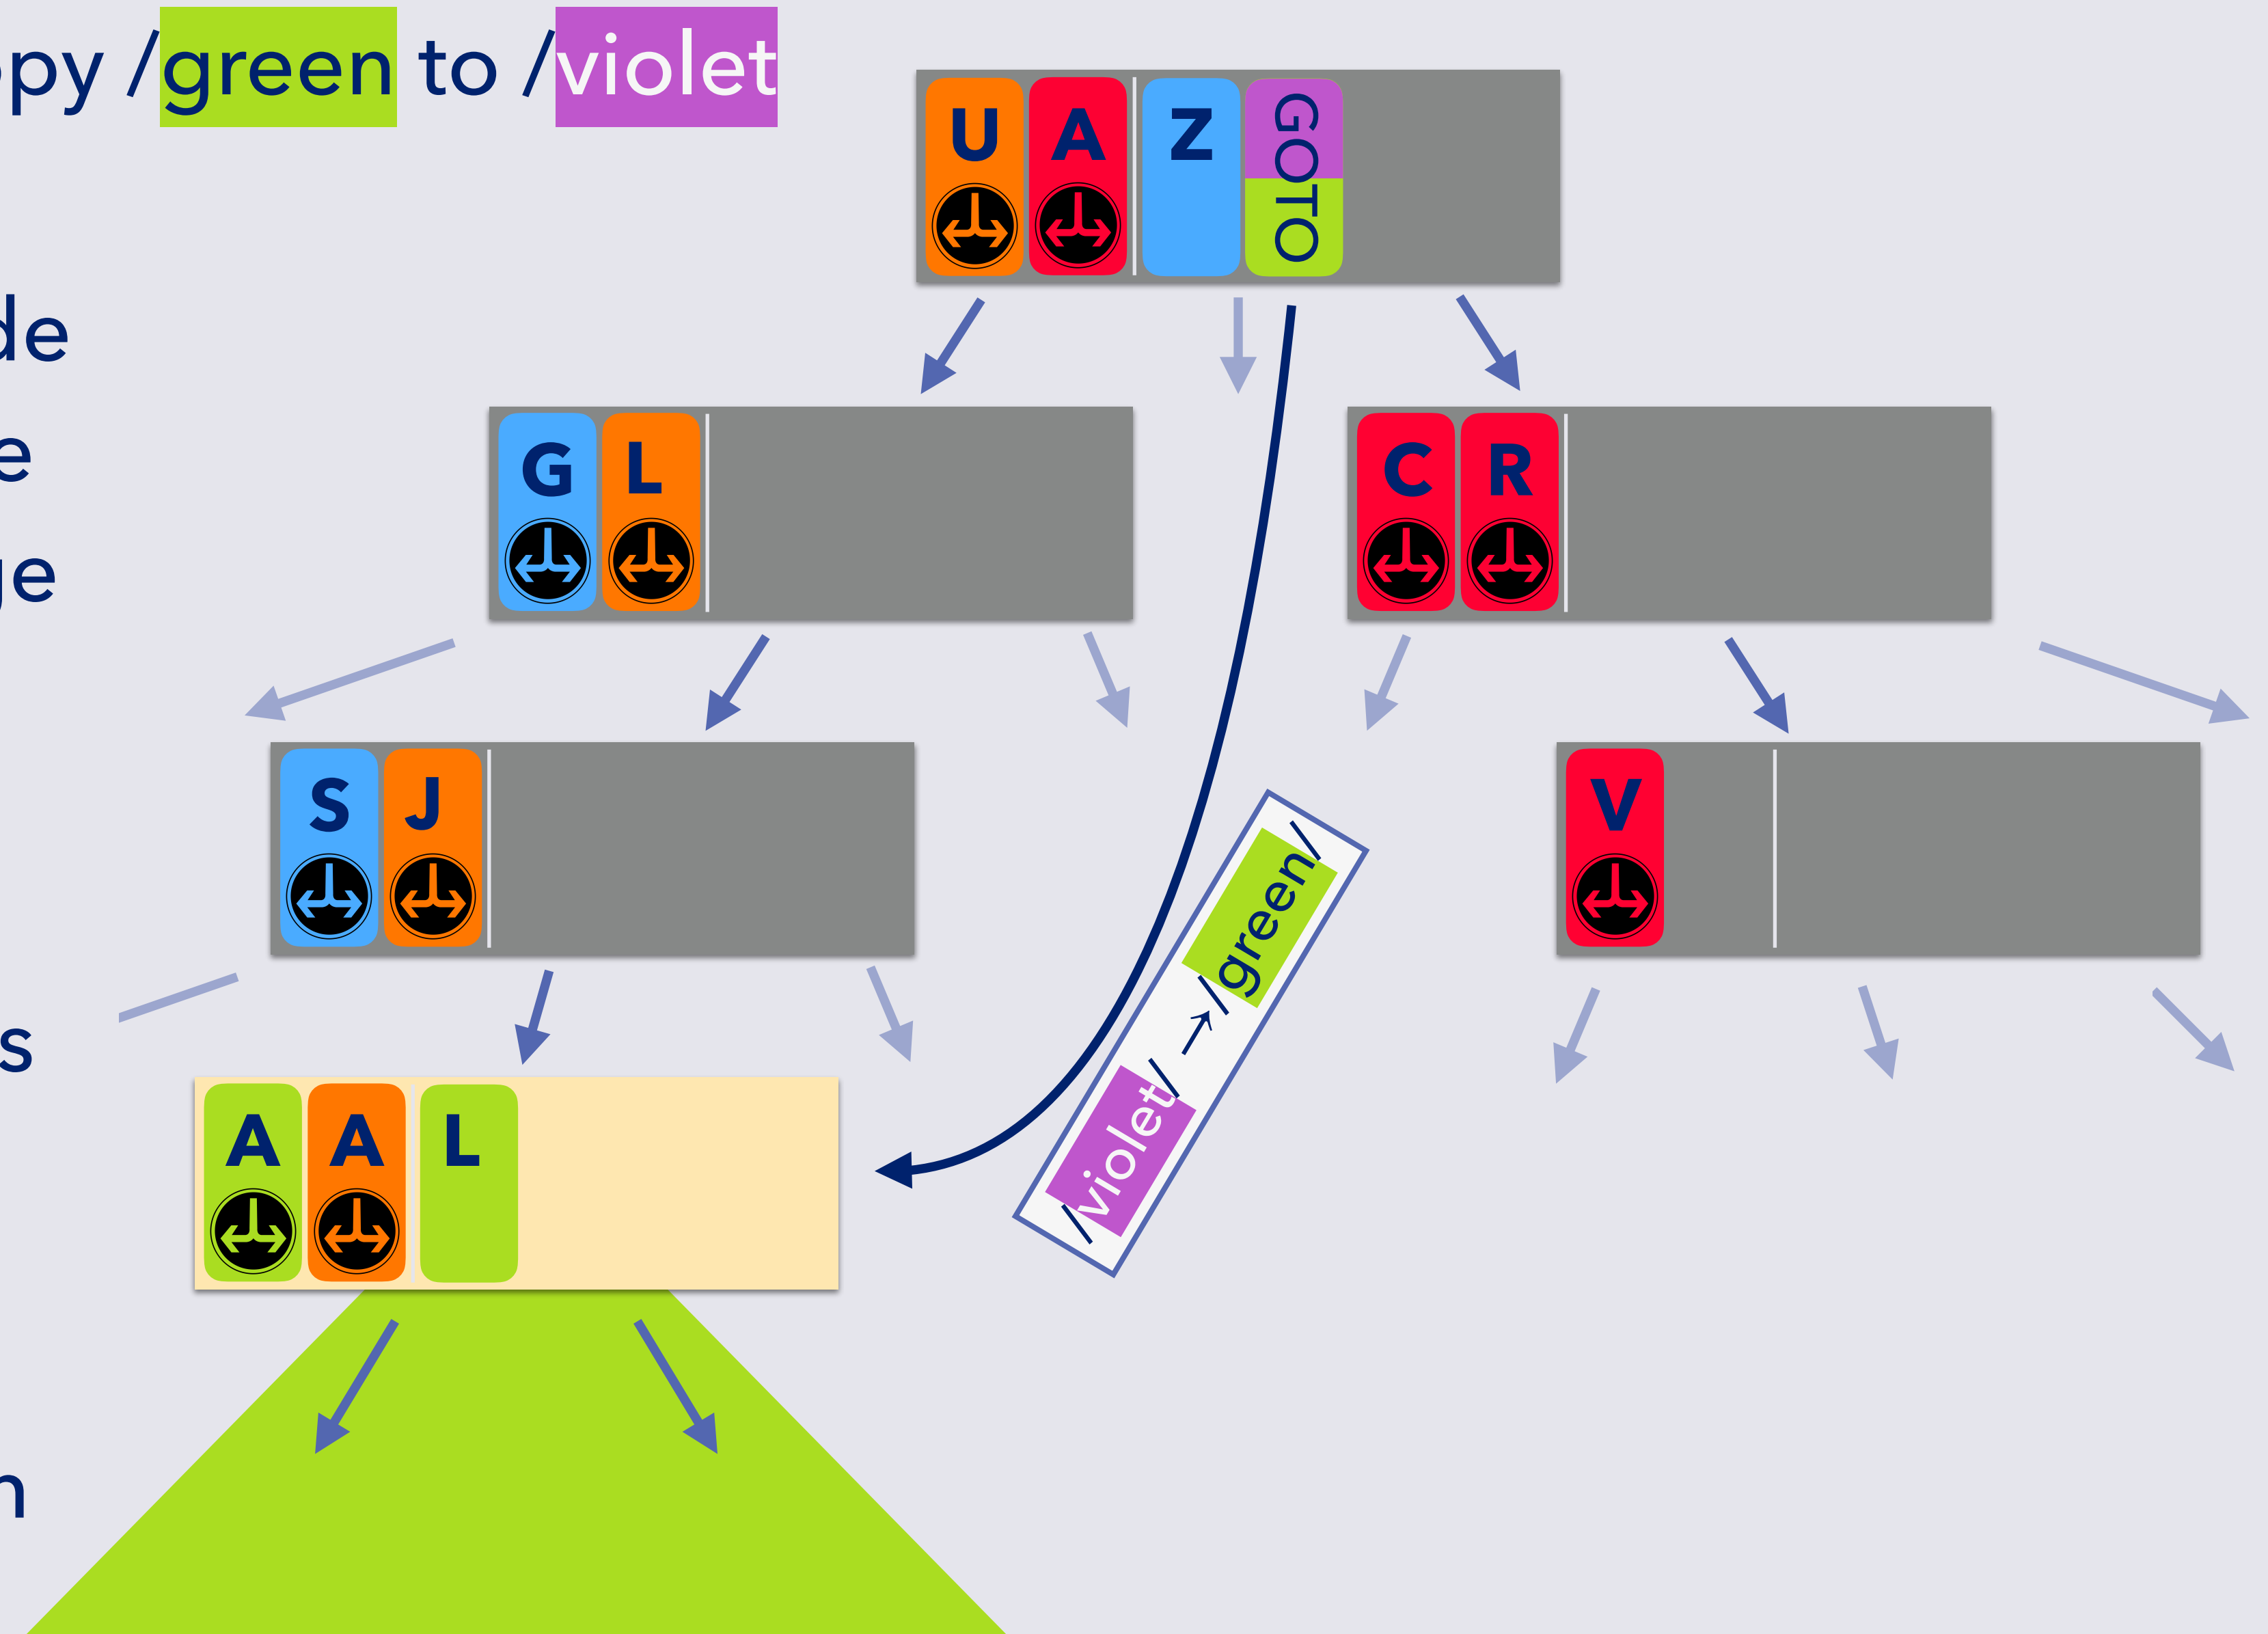 py /green to /violet
U A Z GOTO
de
e
G L C R
ge
S J V
/violet/ → /green/
s
A A L
n